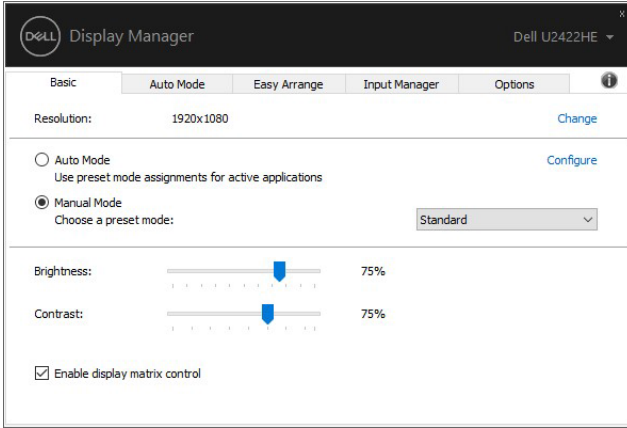 x
DELL Display Manager Dell U2422HE
Basic Auto Mode Easy Arrange Input Manager Options i
Resolution: 1920x1080 Change
Auto Mode Configure
Use preset mode assignments for active applications
Manual Mode
Choose a preset mode: Standard
Brightness: 75%
Contrast: 75%
Enable display matrix control